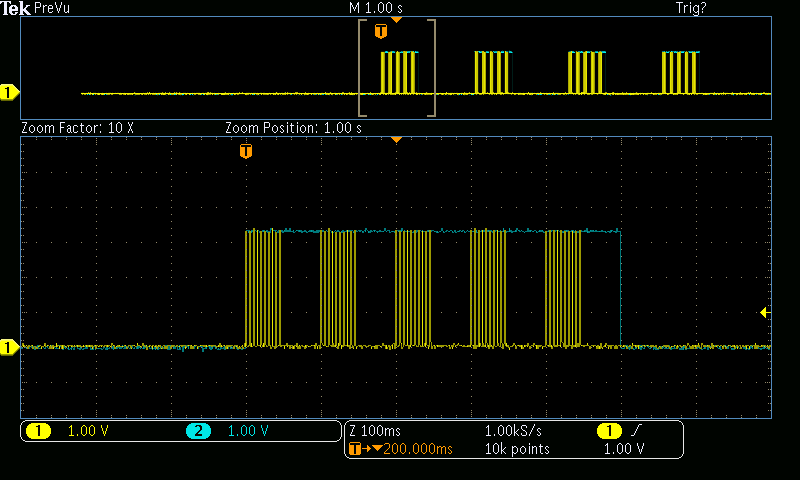 Tek PreVu M 1.00 s Trig?
T
1
Zoom Factor: 10 X Zoom Position: 1.00 s
T
1
1 1.00 V 2 1.00 V Z 100ms 1.00kS/s 1
T→▼200.000ms 10k points 1.00 V